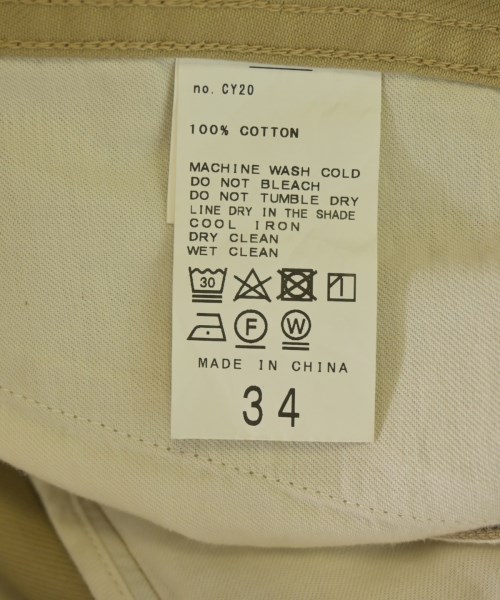 no. CY20
100% COTTON
MACHINE WASH COLD
DO NOT BLEACH
DO NOT TUMBLE DRY
LINE DRY IN THE SHADE
COOL IRON
DRY CLEAN
WET CLEAN
30
F W
MADE IN CHINA
34